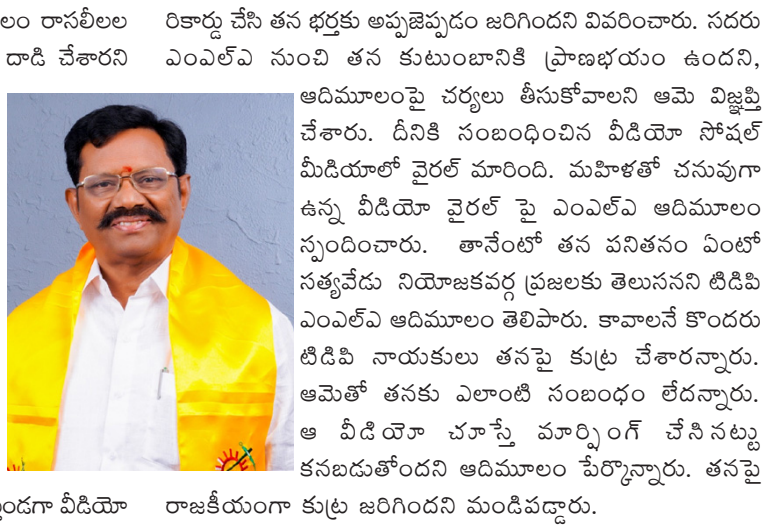 లం రాసలీలల
దాడి చేశారని
ండగా వీడియో
రికార్డు చేసి తన భర్తకు అప్పజెప్పడం జరిగిందని వివరించారు. సదరు
ఎంఎల్ఎ నుంచి తన కుటుంబానికి ప్రాణభయం ఉందని,
ఆదిమూలంపై చర్యలు తీసుకోవాలని ఆమె విజ్ఞప్తి
చేశారు. దీనికి సంబంధించిన వీడియో సోషల్
మీడియాలో వైరల్ మారింది. మహిళతో చనువుగా
ఉన్న వీడియో వైరల్ పై ఎంఎల్ఎ ఆదిమూలం
స్పందించారు. తానేంటో తన పనితనం ఏంటో
సత్యవేడు నియోజకవర్గ ప్రజలకు తెలుసనని టిడిపి
ఎంఎల్ఎ ఆదిమూలం తెలిపారు. కావాలనే కొందరు
టిడిపి నాయకులు తనపై కుట్ర చేశారన్నారు.
ఆమెతో తనకు ఎలాంటి సంబంధం లేదన్నారు.
ఆ వీడియో చూస్తే మార్ఫింగ్ చేసినట్టు
కనబడుతోందని ఆదిమూలం పేర్కొన్నారు. తనపై
రాజకీయంగా కుట్ర జరిగిందని మండిపడ్డారు.